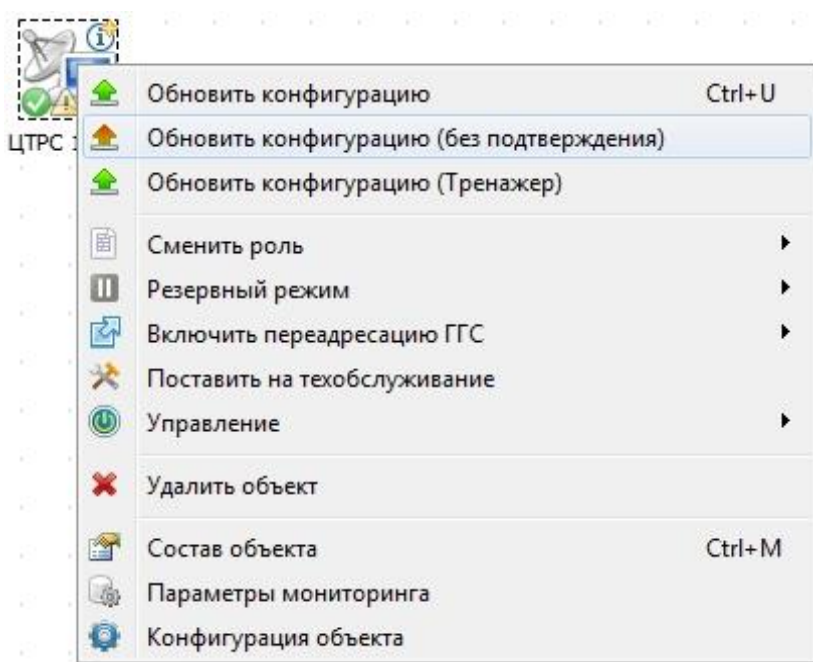 ЦТРС
Обновить конфигурацию Ctrl+U
Обновить конфигурацию (без подтверждения)
Обновить конфигурацию (Тренажер)
Сменить роль
Резервный режим
Включить переадресацию ГГС
Поставить на техобслуживание
Управление
Удалить объект
Состав объекта Ctrl+M
Параметры мониторинга
Конфигурация объекта